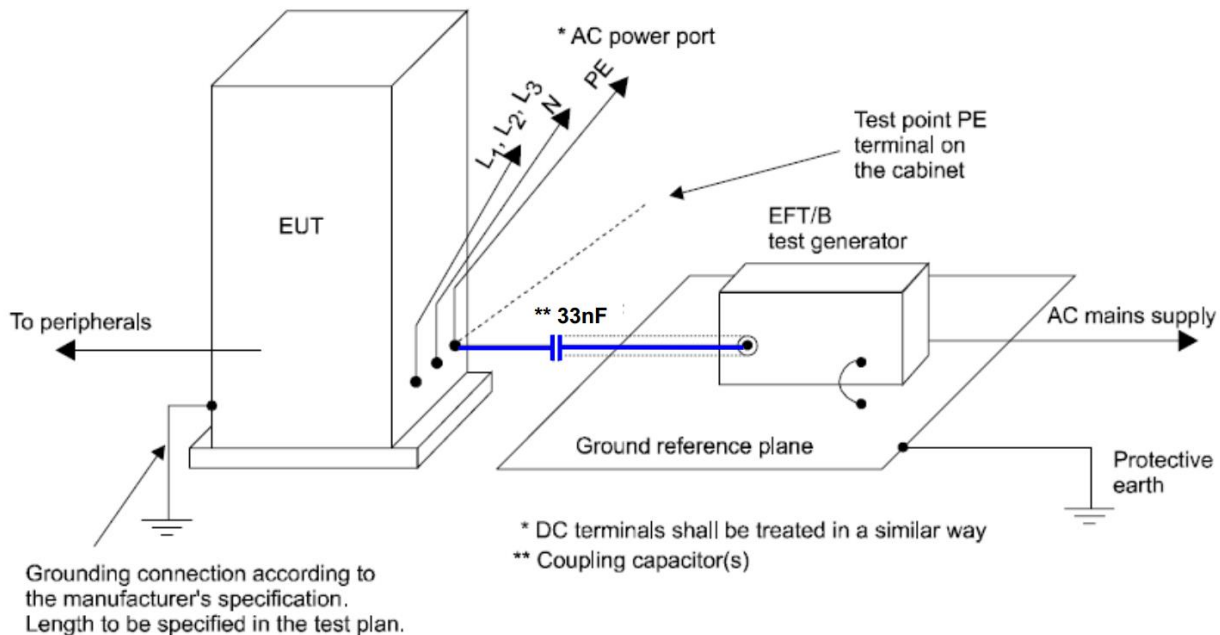 * AC power port
L1, L2, L3
N
PE
Test point PE
terminal on
the cabinet
EUT
EFT/B
test generator
To peripherals
** 33nF
AC mains supply
Ground reference plane
Protective
earth
* DC terminals shall be treated in a similar way
** Coupling capacitor(s)
Grounding connection according to
the manufacturer's specification.
Length to be specified in the test plan.